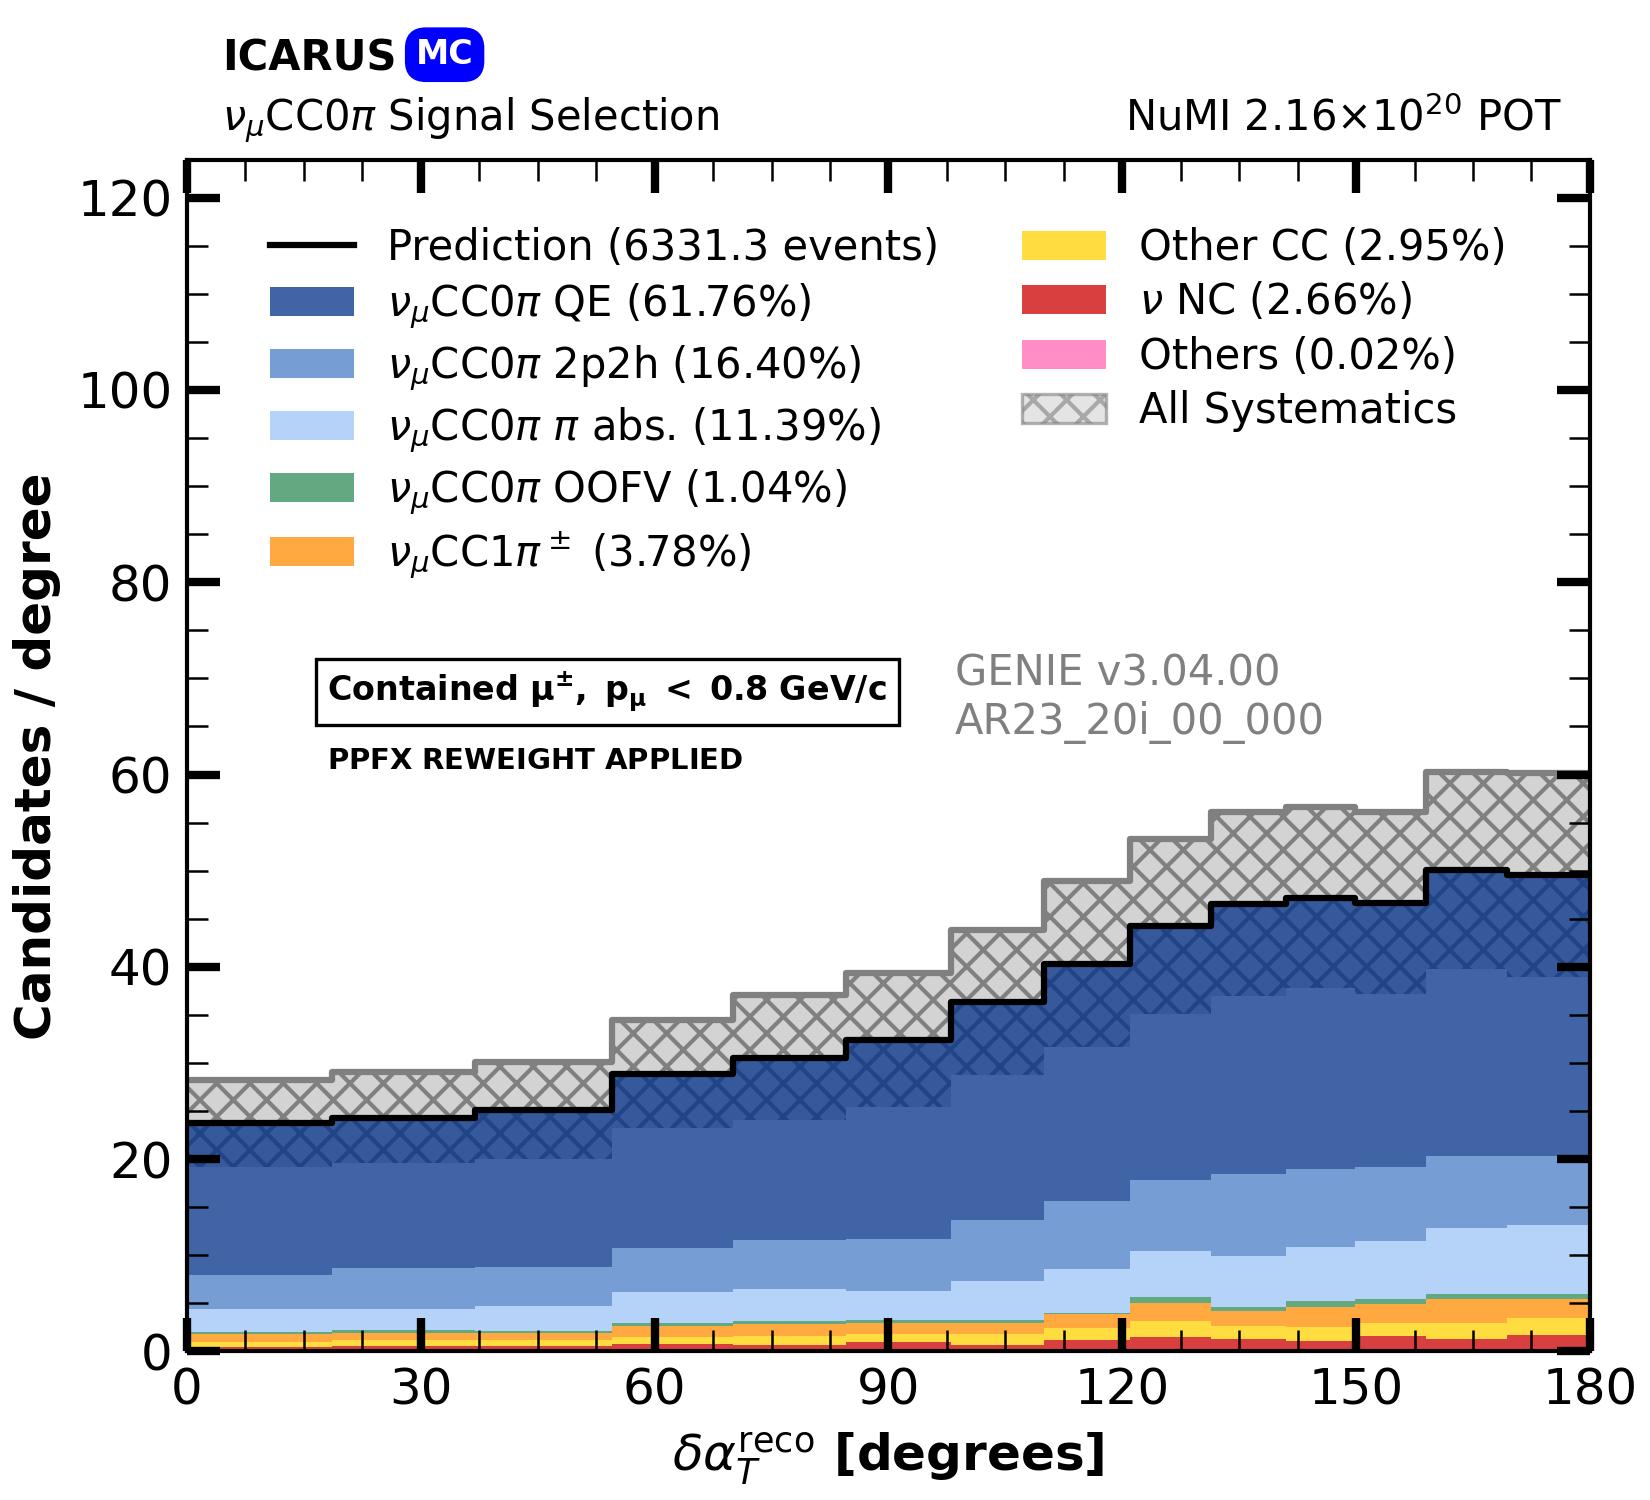 ICARUS MC
νμCC0π Signal Selection
NuMI 2.16×10²⁰ POT
Candidates / degree
120
100
80
60
40
20
0
Prediction (6331.3 events)
νμCC0π QE (61.76%)
νμCC0π 2p2h (16.40%)
νμCC0π π abs. (11.39%)
νμCC0π OOFV (1.04%)
νμCC1π± (3.78%)
Other CC (2.95%)
ν NC (2.66%)
Others (0.02%)
All Systematics
Contained μ±, pμ < 0.8 GeV/c
PPFX REWEIGHT APPLIED
GENIE v3.04.00
AR23_20i_00_000
0 30 60 90 120 150 180
δα_T^reco [degrees]